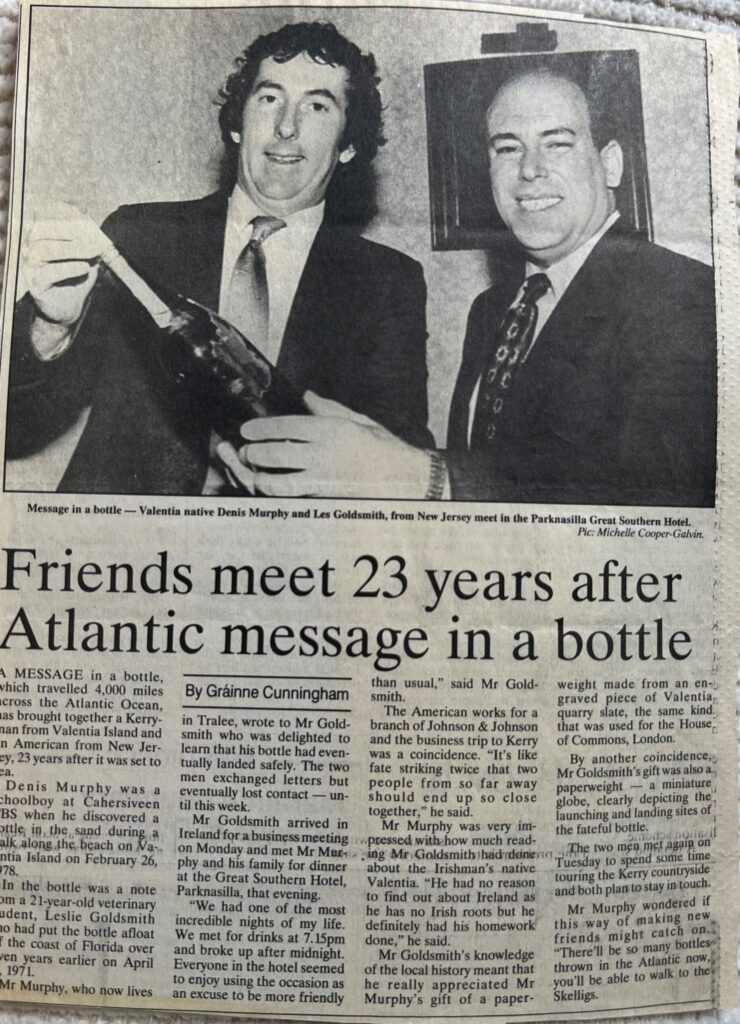 Message in a bottle — Valentia native Denis Murphy and Les Goldsmith, from New Jersey meet in the Parknasilla Great Southern Hotel.
Pic: Michelle Cooper-Galvin.
Friends meet 23 years after
Atlantic message in a bottle
A MESSAGE in a bottle,
which travelled 4,000 miles
across the Atlantic Ocean,
has brought together a Kerry-
man from Valentia Island and
an American from New Jer-
sey, 23 years after it was set to
sea.
Denis Murphy was a
schoolboy at Cahersiveen
CBS when he discovered a
bottle in the sand during a
walk along the beach on Va-
lentia Island on February 26,
1978.
In the bottle was a note
from a 21-year-old veterinary
student, Leslie Goldsmith
who had put the bottle afloat
off the coast of Florida over
seven years earlier on April
, 1971.
Mr Murphy, who now lives
By Gráinne Cunningham
in Tralee, wrote to Mr Gold-
smith who was delighted to
learn that his bottle had even-
tually landed safely. The two
men exchanged letters but
eventually lost contact — un-
til this week.
Mr Goldsmith arrived in
Ireland for a business meeting
on Monday and met Mr Mur-
phy and his family for dinner
at the Great Southern Hotel,
Parknasilla, that evening.
“We had one of the most
incredible nights of my life.
We met for drinks at 7.15pm
and broke up after midnight.
Everyone in the hotel seemed
to enjoy using the occasion as
an excuse to be more friendly
than usual,” said Mr Gold-
smith.
The American works for a
branch of Johnson & Johnson
and the business trip to Kerry
was a coincidence. “It's like
fate striking twice that two
people from so far away
should end up so close
together,” he said.
Mr Murphy was very im-
pressed with how much read-
ing Mr Goldsmith had done
about the Irishman's native
Valentia. “He had no reason
to find out about Ireland as
he has no Irish roots but he
definitely had his homework
done,” he said.
Mr Goldsmith's knowledge
of the local history meant that
he really appreciated Mr
Murphy's gift of a paper-
weight made from an en-
graved piece of Valentia
quarry slate, the same kind
that was used for the House
of Commons, London.
By another coincidence,
Mr Goldsmith's gift was also a
paperweight — a miniature
globe, clearly depicting the
launching and landing sites of
the fateful bottle.
The two men met again on
Tuesday to spend some time
touring the Kerry countryside
and both plan to stay in touch.
Mr Murphy wondered if
this way of making new
friends might catch on.
“There'll be so many bottles
thrown in the Atlantic now,
you'll be able to walk to the
Skelligs.